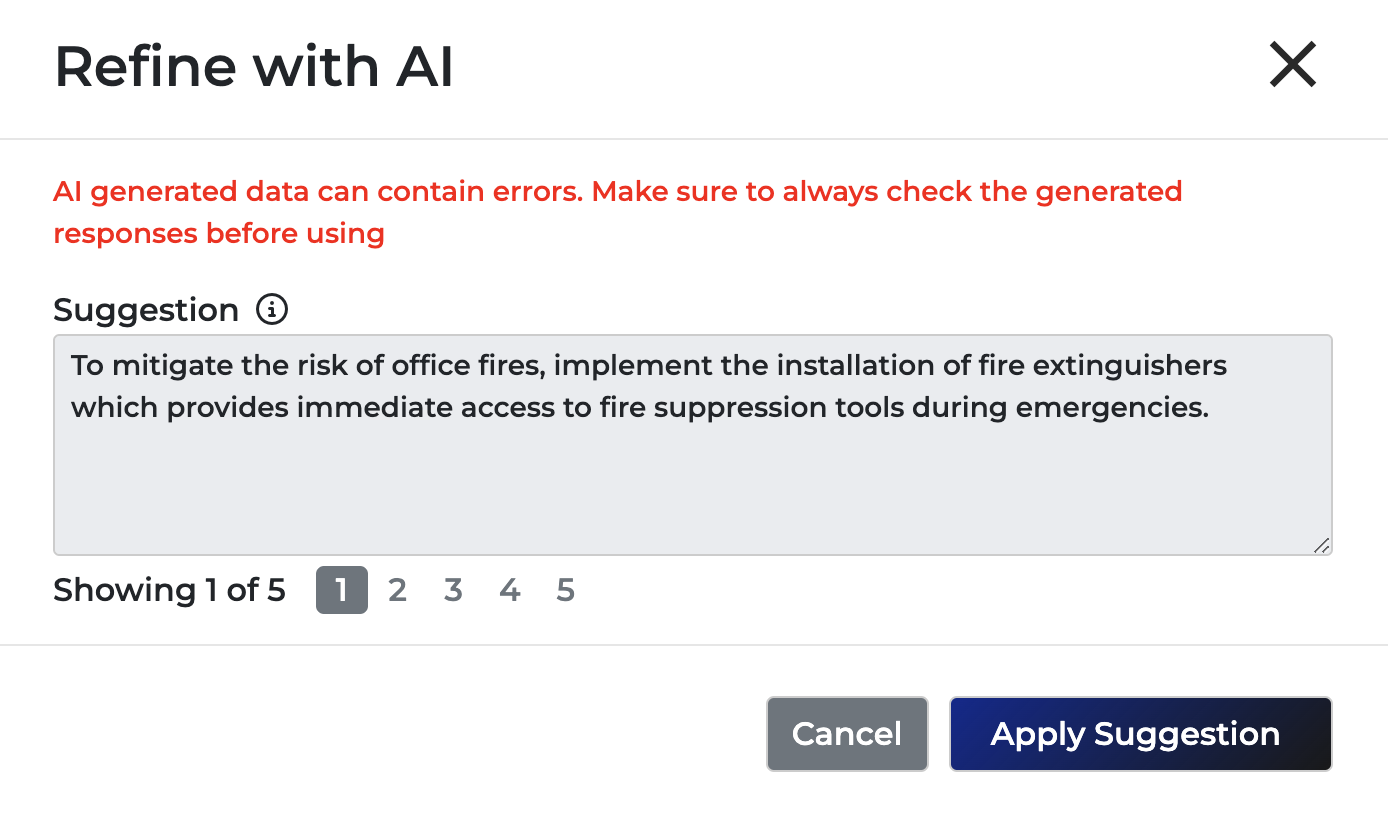 Refine with AI
AI generated data can contain errors. Make sure to always check the generated
responses before using
Suggestion
To mitigate the risk of office fires, implement the installation of fire extinguishers
which provides immediate access to fire suppression tools during emergencies.
Showing 1 of 5 1 2 3 4 5
Cancel Apply Suggestion